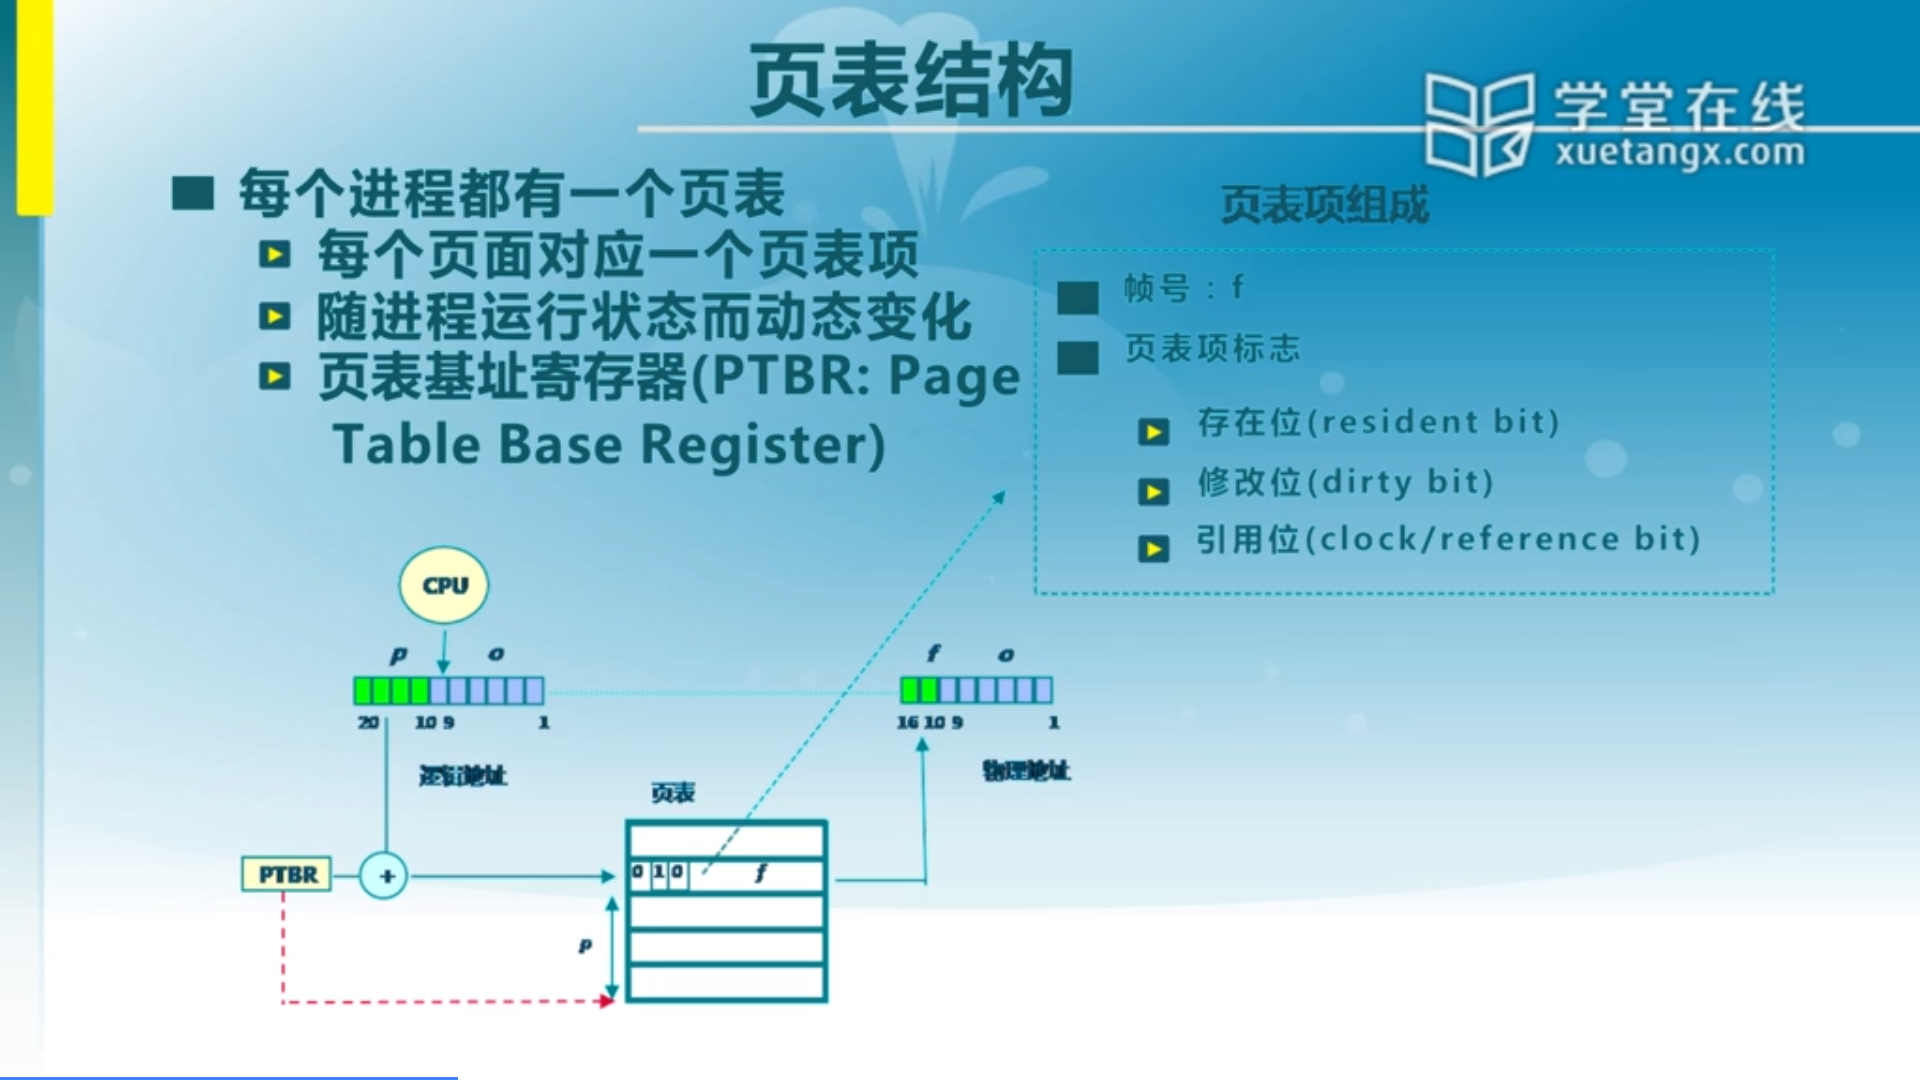 页表结构
学堂在线
xuetangx.com
每个进程都有一个页表
每个页面对应一个页表项
随进程运行状态而动态变化
页表基址寄存器(PTBR: Page
Table Base Register)
页表项组成
帧号：f
页表项标志
存在位(resident bit)
修改位(dirty bit)
引用位(clock/reference bit)
CPU
p o
20 10 9 1
逻辑地址
f o
16 10 9 1
物理地址
页表
PTBR
+
0 1 0 f
p